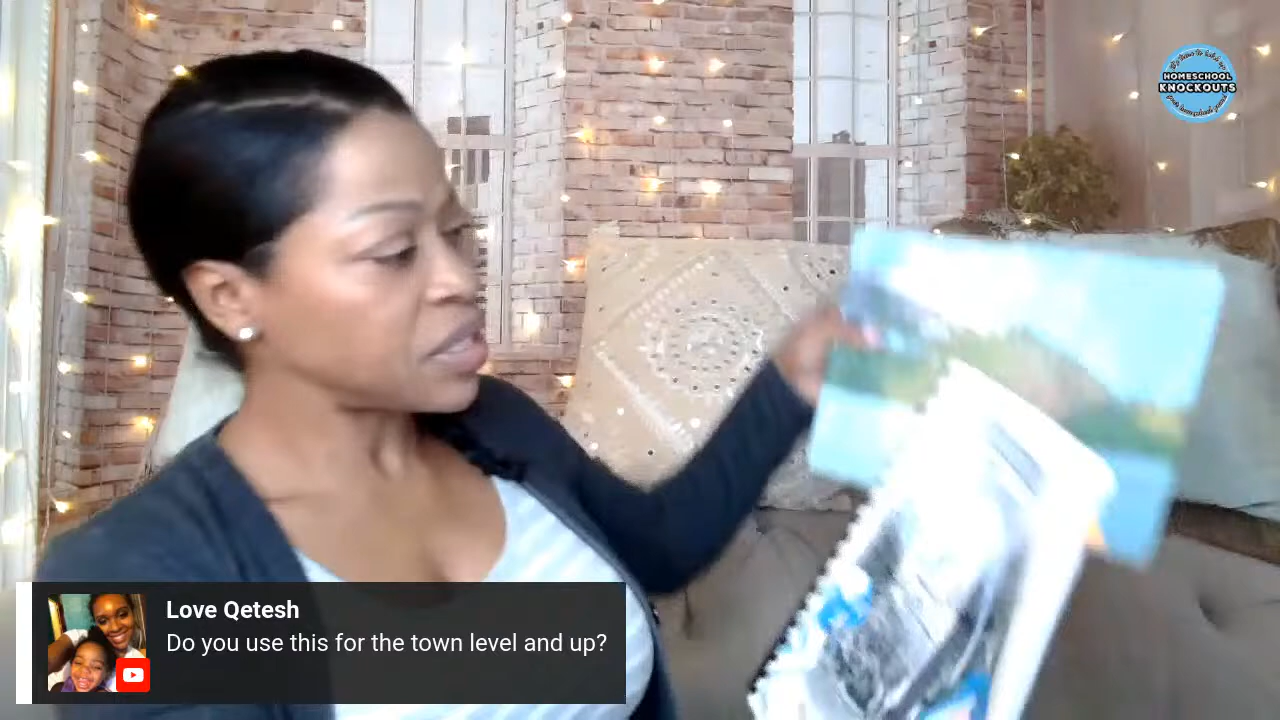 HOMESCHOOL
KNOCKOUTS
Love Qetesh
Do you use this for the town level and up?